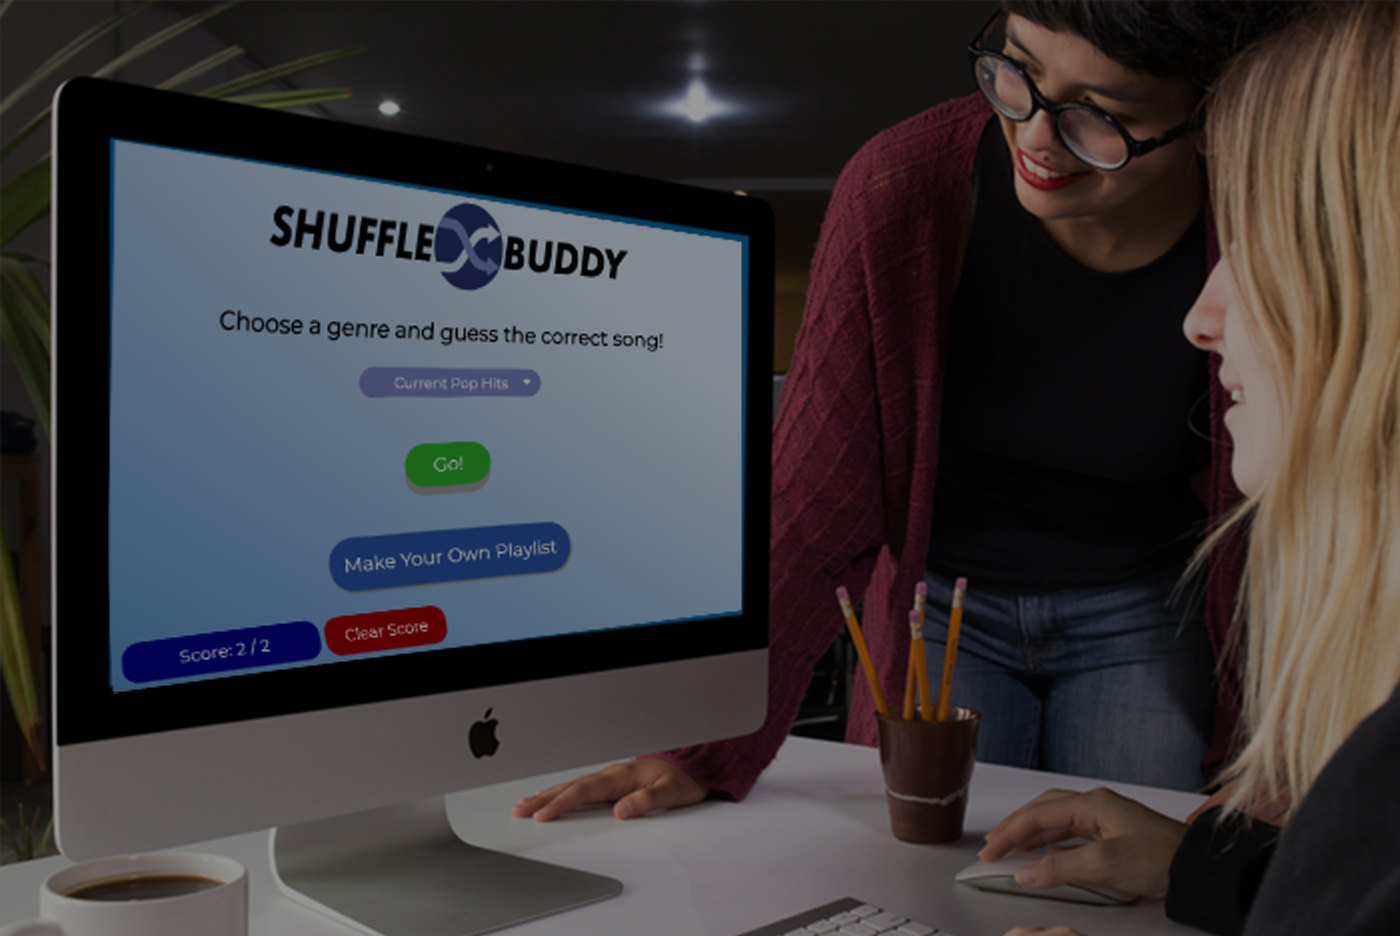 SHUFFLE BUDDY
Choose a genre and guess the correct song!
Current Pop Hits
Go!
Make Your Own Playlist
Score: 2 / 2
Clear Score